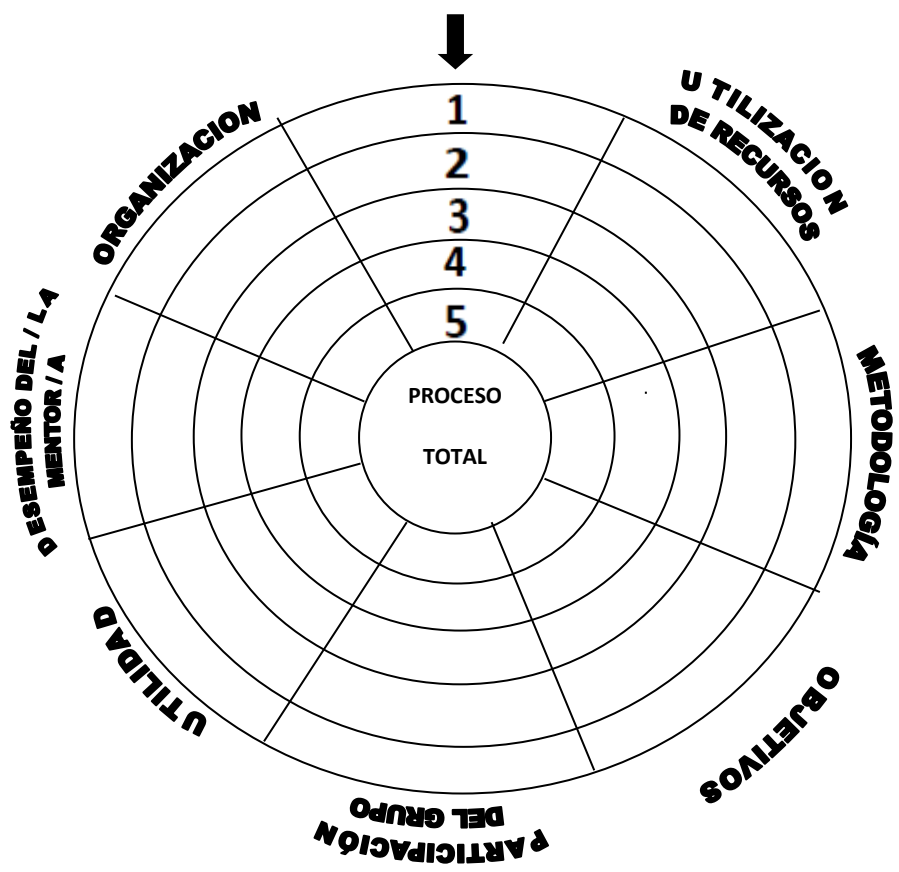 1
2
3
4
5
PROCESO
TOTAL
U TILIZACION
DE RECURSOS
METODOLOGÍA
OBJETIVOS
PARTICIPACIÓN
DEL GRUPO
UTILIDAD
D ESEMPEÑO DEL / LA
MENTOR / A
ORGANIZACION